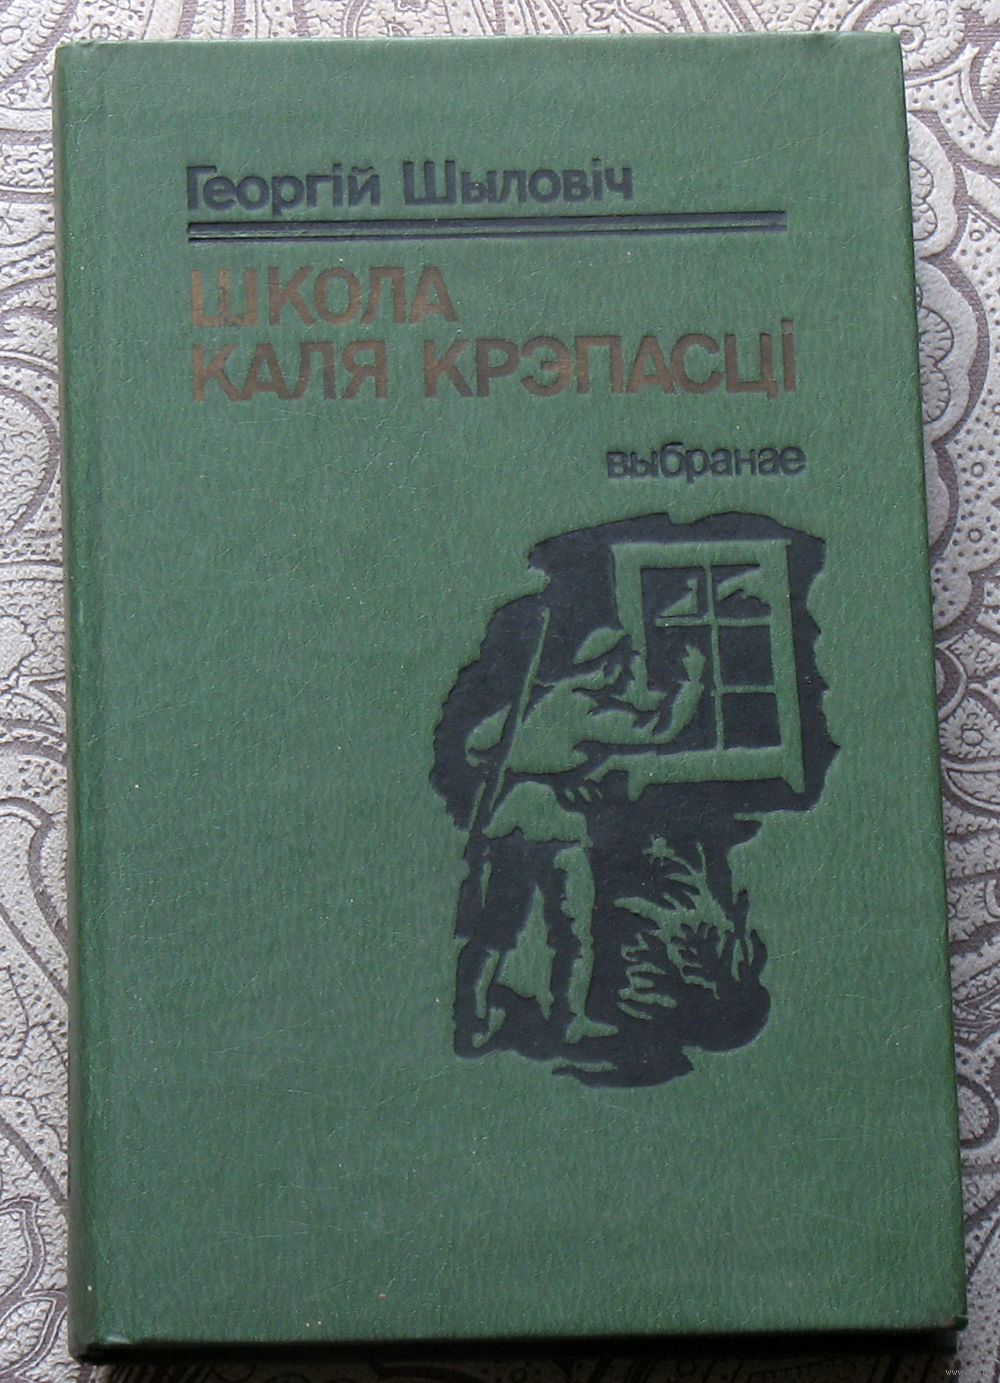 Георгій Шыловіч
ШКОЛА
КАЛЯ КРЭПАСЦІ
выбранае